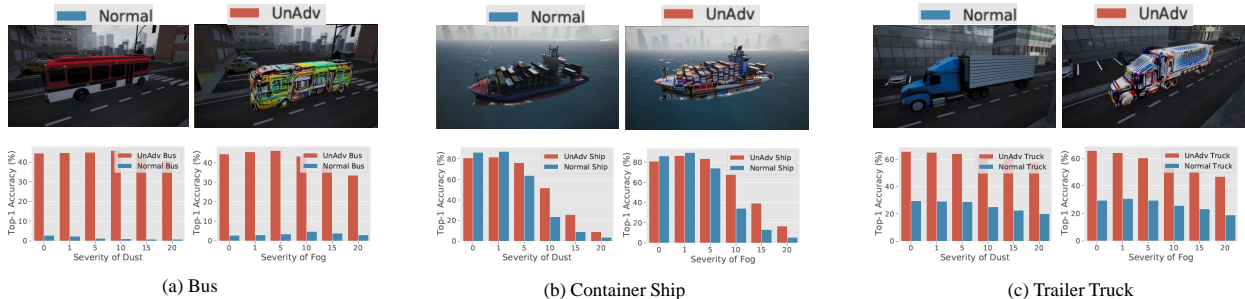 Normal
UnAdv
Normal
UnAdv
Normal
UnAdv
Top-1 Accuracy (%)
40
30
20
10
0
UnAdv Bus
Normal Bus
0 1 5 10 15 20
Severity of Dust
Top-1 Accuracy (%)
40
30
20
10
0
UnAdv Bus
Normal Bus
0 1 5 10 15 20
Severity of Fog
(a) Bus
Top-1 Accuracy (%)
80
60
40
20
0
UnAdv Ship
Normal Ship
0 1 5 10 15 20
Severity of Dust
Top-1 Accuracy (%)
80
60
40
20
0
UnAdv Ship
Normal Ship
0 1 5 10 15 20
Severity of Fog
(b) Container Ship
Top-1 Accuracy (%)
60
40
20
0
UnAdv Truck
Normal Truck
0 1 5 10 15 20
Severity of Dust
Top-1 Accuracy (%)
60
40
20
0
UnAdv Truck
Normal Truck
0 1 5 10 15 20
Severity of Fog
(c) Trailer Truck